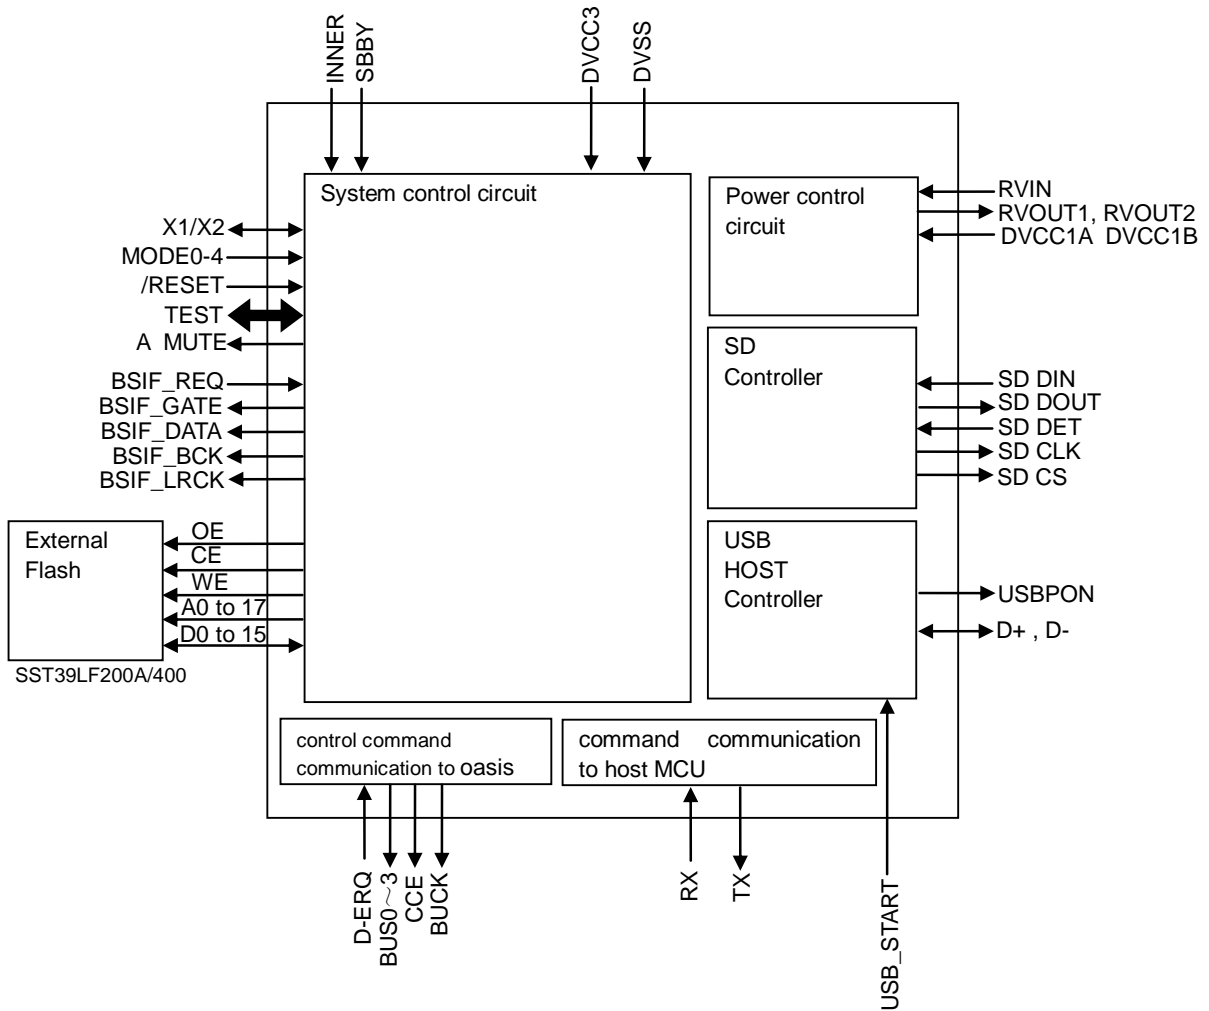 INNER
SBBY
DVCC3
DVSS
System control circuit
Power control
circuit
RVIN
RVOUT1, RVOUT2
DVCC1A DVCC1B
X1/X2
MODE0-4
/RESET
TEST
A MUTE
BSIF_REQ
BSIF_GATE
BSIF_DATA
BSIF_BCK
BSIF_LRCK
SD
Controller
SD DIN
SD DOUT
SD DET
SD CLK
SD CS
External
Flash
OE
CE
WE
A0 to 17
D0 to 15
SST39LF200A/400
USB
HOST
Controller
USBPON
D+ , D-
control command
communication to oasis
command communication
to host MCU
D-ERQ
BUS0～3
CCE
BUCK
RX
TX
USB_START